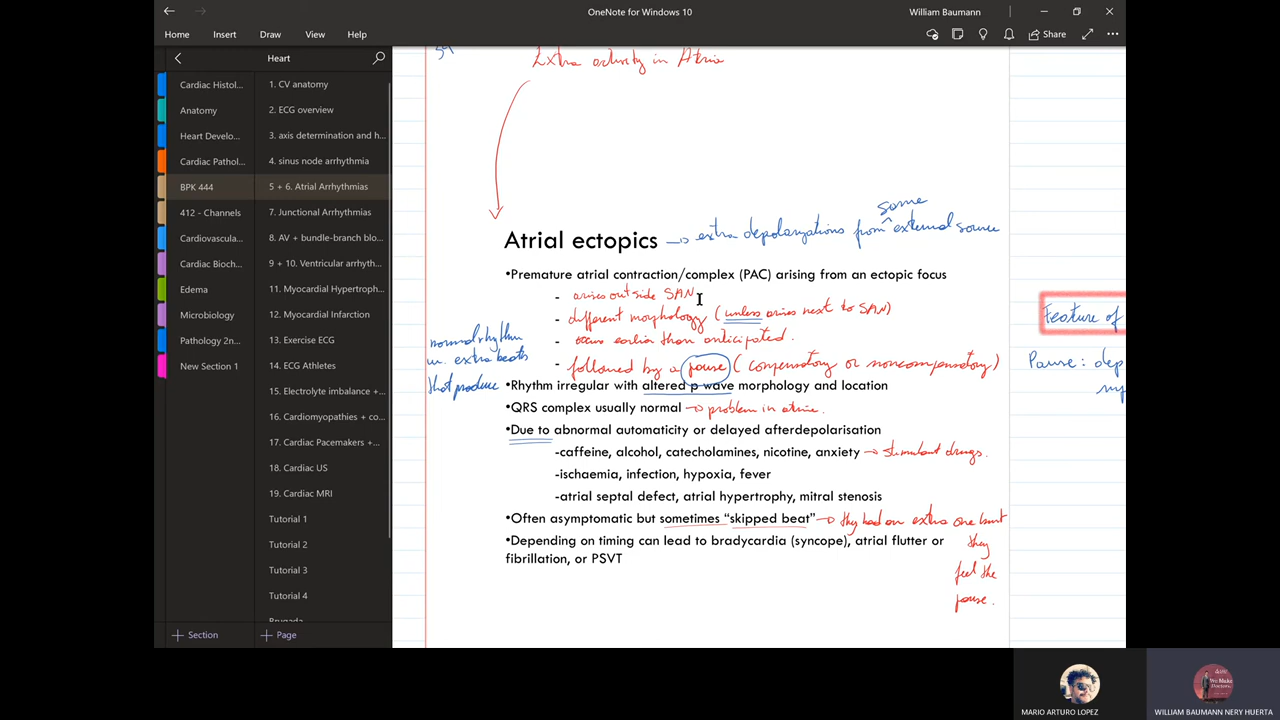 OneNote for Windows 10
William Baumann
Home Insert Draw View Help
Share
Heart
Cardiac Histol...
Anatomy
Heart Develo...
Cardiac Pathol...
BPK 444
412 - Channels
Cardiovascula...
Cardiac Bioch...
Edema
Microbiology
Pathology 2n...
New Section 1
1. CV anatomy
2. ECG overview
3. axis determination and h...
4. sinus node arrhythmia
5 + 6. Atrial Arrhythmias
7. Junctional Arrhythmias
8. AV + bundle-branch blo...
9 + 10. Ventricular arryth...
11. Myocardial Hypertroph...
12. Myocardial Infarction
13. Exercise ECG
14. ECG Athletes
15. Electrolyte imbalance +...
16. Cardiomyopathies + co...
17. Cardiac Pacemakers +...
18. Cardiac US
19. Cardiac MRI
Tutorial 1
Tutorial 2
Tutorial 3
Tutorial 4
Brugada
Section
Page
Extra activity in Atria
some
Atrial ectopics → extra depolarizations from ^ external source
•Premature atrial contraction/complex (PAC) arising from an ectopic focus
- arises outside SAN
- different morphology (unless arises next to SAN)
- occurs earlier than anticipated.
- followed by a pause (compensatory or noncompensatory)
normal rhythm
w. extra beats
that produce
•Rhythm irregular with altered p wave morphology and location
•QRS complex usually normal → problem in atria.
•Due to abnormal automaticity or delayed afterdepolarisation
-caffeine, alcohol, catecholamines, nicotine, anxiety → stimulant drugs.
-ischaemia, infection, hypoxia, fever
-atrial septal defect, atrial hypertrophy, mitral stenosis
•Often asymptomatic but sometimes “skipped beat” → they had an extra one but
they
feel the
pause.
•Depending on timing can lead to bradycardia (syncope), atrial flutter or
fibrillation, or PSVT
Feature of
Pause: dep
MARIO ARTURO LOPEZ
WILLIAM BAUMANN NERY HUERTA